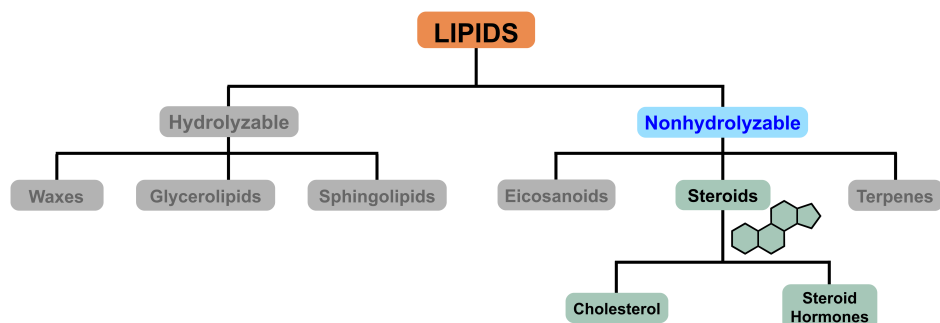 LIPIDS
Hydrolyzable
Nonhydrolyzable
Waxes
Glycerolipids
Sphingolipids
Eicosanoids
Steroids
Terpenes
Cholesterol
Steroid
Hormones